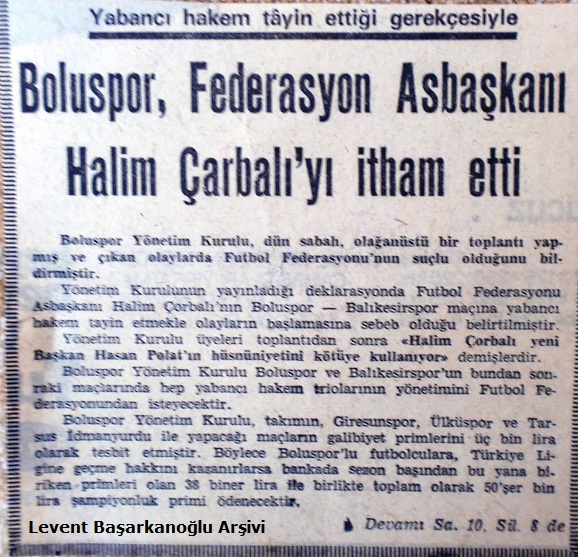 Yabancı hakem tâyin ettiği gerekçesiyle
Boluspor, Federasyon Asbaşkanı
Halim Çarbalı'yı itham etti
Boluspor Yönetim Kurulu, dün sabah, olağanüstü bir toplantı yap-
mış ve çıkan olaylarda Futbol Federasyonu'nun suçlu olduğunu bil-
dirmiştir.
Yönetim Kurulunun yayınladığı deklarasyonda Futbol Federasyonu
Asbaşkanı Halim Çorbalı'nın Boluspor — Balıkesirspor maçına yabancı
hakem tayin etmekle olayların başlamasına sebeb olduğu belirtilmiştir.
Yönetim Kurulu üyeleri toplantıdan sonra «Halim Çorbalı yeni
Başkan Hasan Polat'ın hüsnüniyetini kötüye kullanıyor» demişlerdir.
Boluspor Yönetim Kurulu Boluspor ve Balıkesirspor'un bundan son-
raki maçlarında hep yabancı hakem triolarının yönetimini Futbol Fe-
derasyonundan isteyecektir.
Boluspor Yönetim Kurulu, takımın, Giresunspor, Ülküspor ve Tar-
sus İdmanyurdu ile yapacağı maçların galibiyet primlerini üç bin lira
olarak tesbit etmiştir. Böylece Boluspor'lu futbolculara, Türkiye Li-
gine geçme hakkını kazanırlarsa bankada sezon başından bu yana bi-
riken primleri olan 38 biner lira ile birlikte toplam olarak 50'şer bin
lira şampiyonluk primi ödenecektir.
Devamı Sa. 10, Sü. 8 de
Levent Başarkanoğlu Arşivi